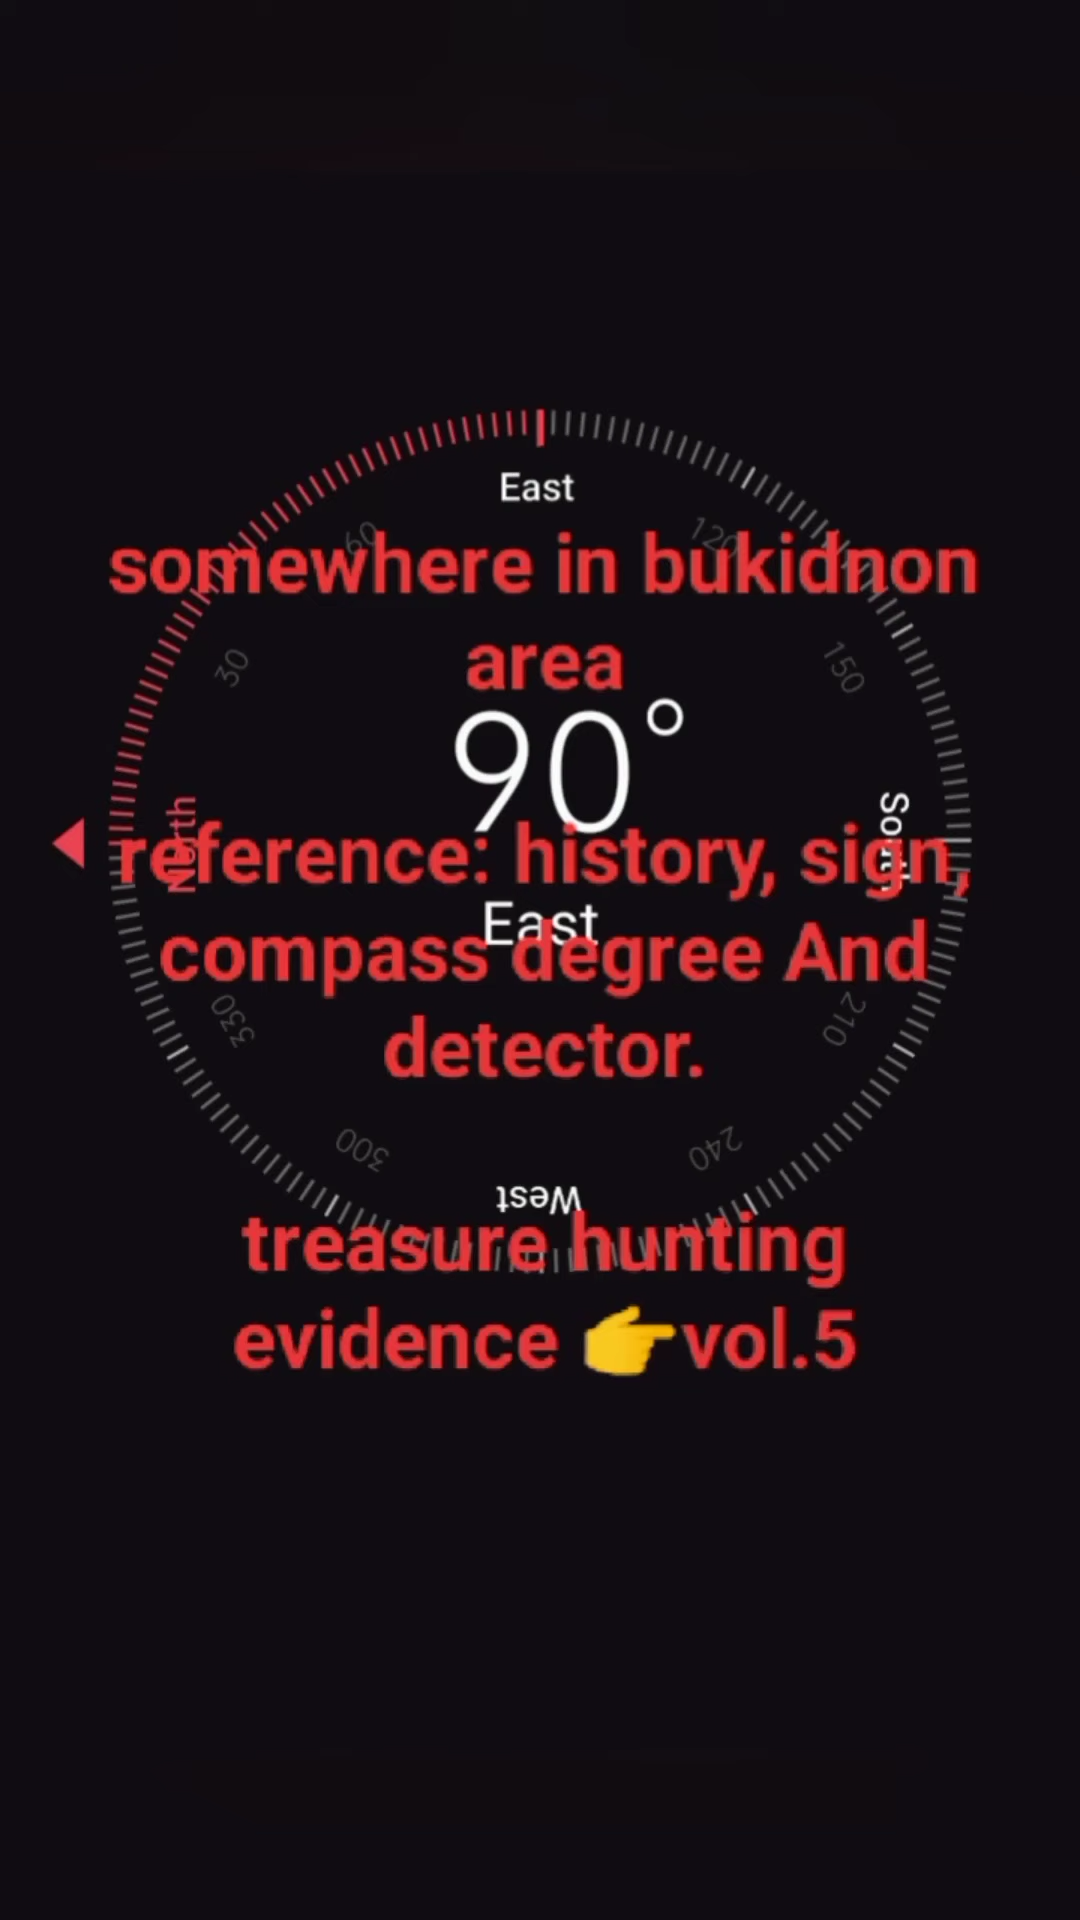 East
60
120
somewhere in bukidnon
area
30
150
90°
North
South
reference: history, sign,
East
compass degree And
detector.
330
210
300
240
West
treasure hunting
evidence 👉vol.5